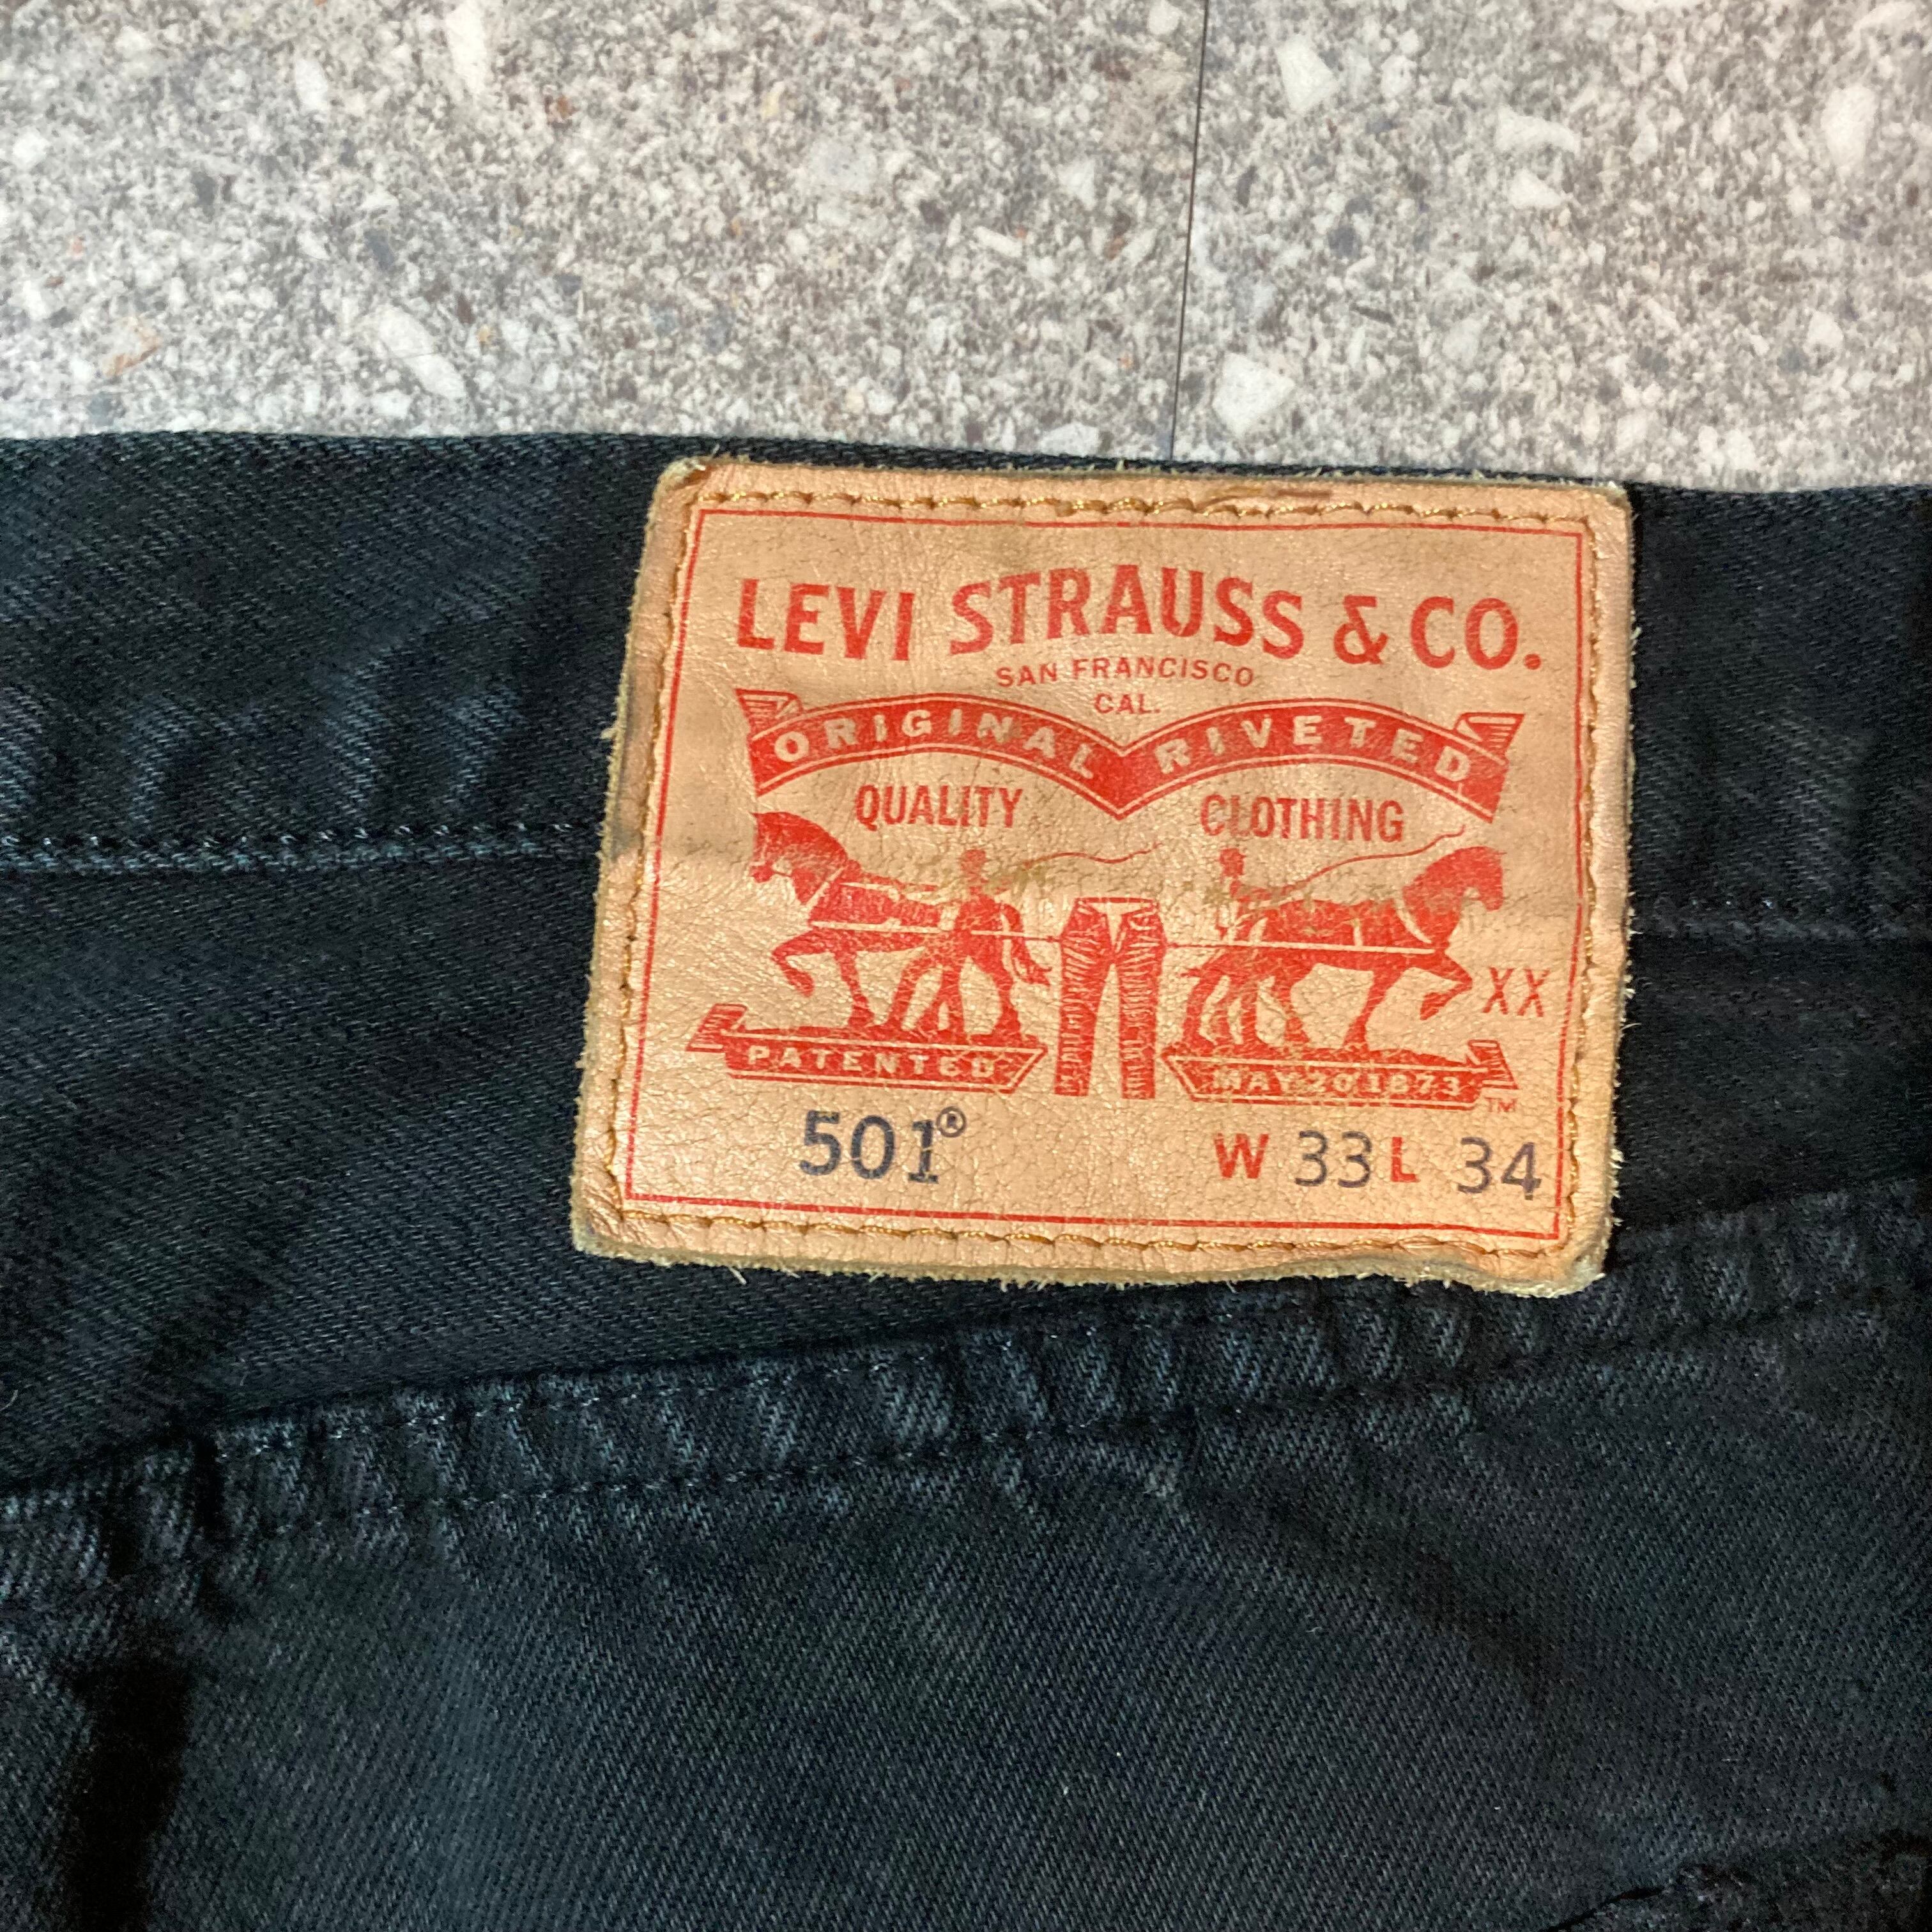 LEVI STRAUSS & CO.
SAN FRANCISCO
CAL.
ORIGINAL RIVETED
QUALITY CLOTHING
XX
PATENTED MAY 20 1873 TM
501® W 33 L 34